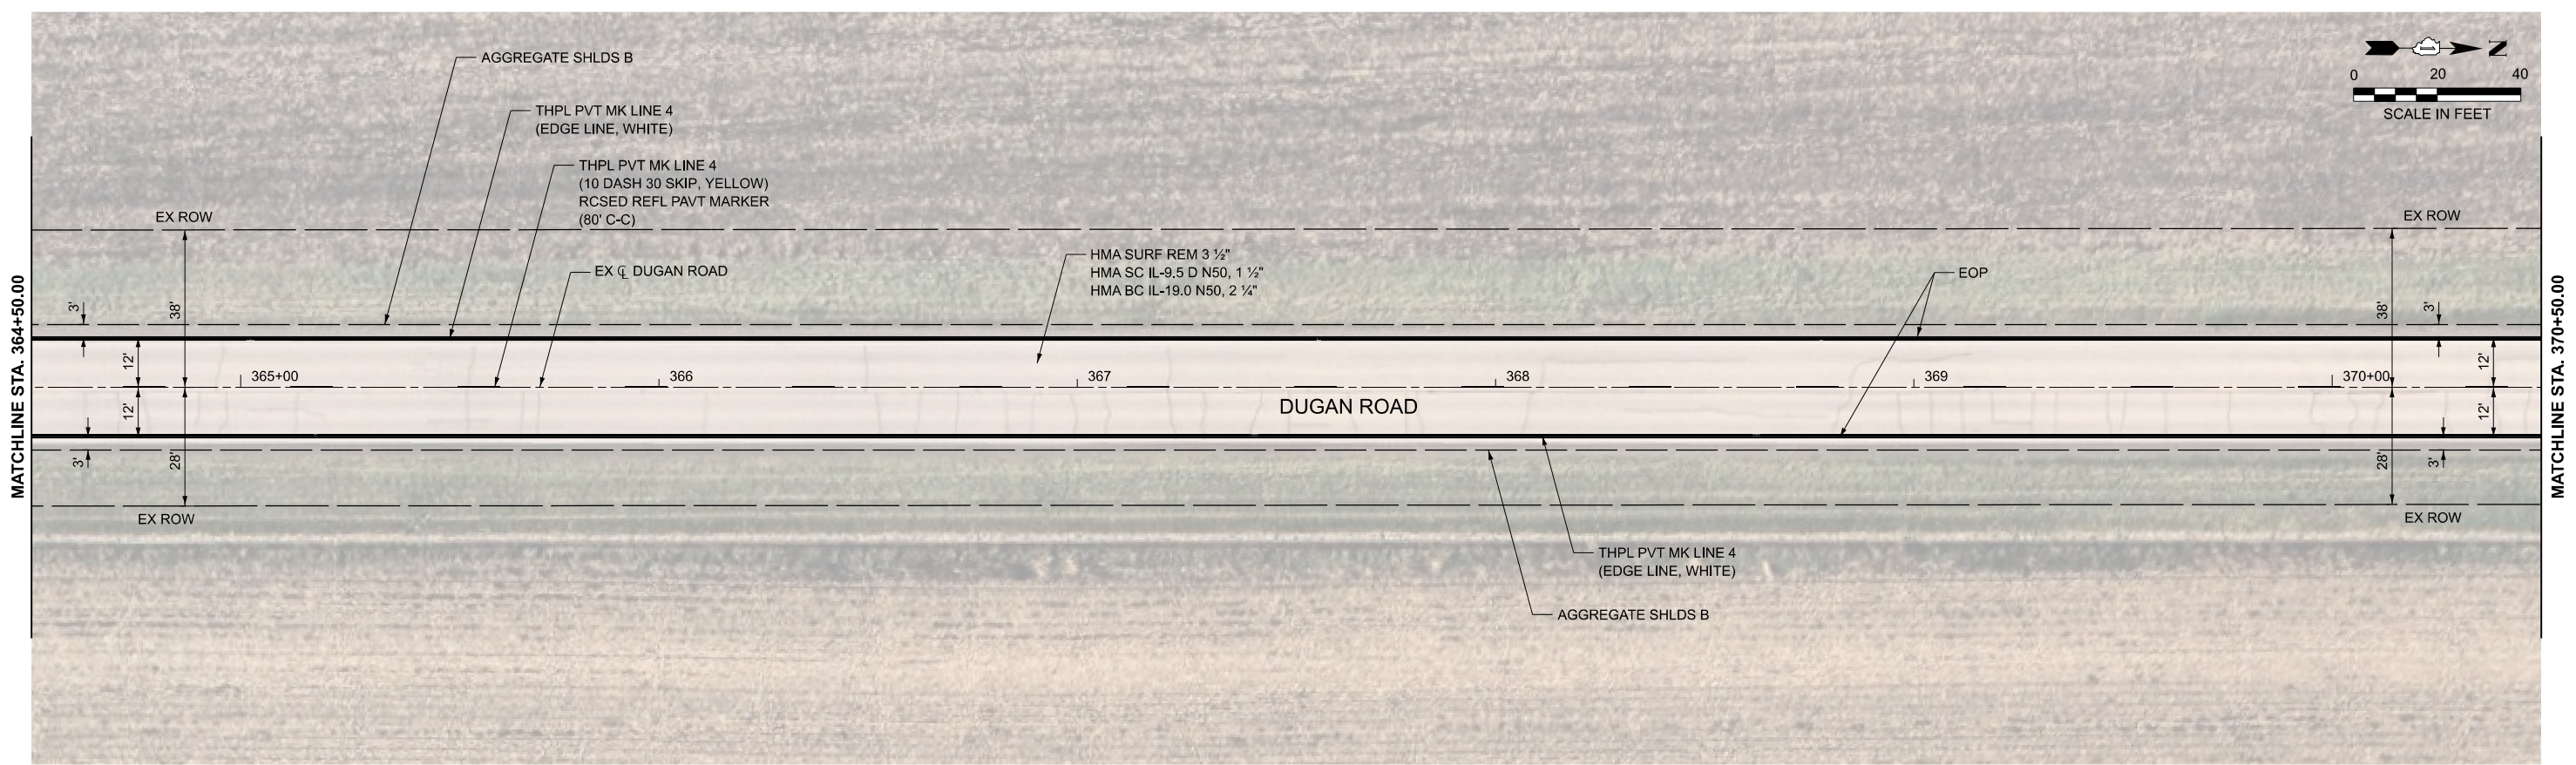 AGGREGATE SHLDS B
THPL PVT MK LINE 4
(EDGE LINE, WHITE)
THPL PVT MK LINE 4
(10 DASH 30 SKIP, YELLOW)
RCSED REFL PAVT MARKER
(80' C-C)
EX ROW
EX ℄ DUGAN ROAD
HMA SURF REM 3 ½"
HMA SC IL-9.5 D N50, 1 ½"
HMA BC IL-19.0 N50, 2 ¼"
EOP
EX ROW
N
0 20 40
SCALE IN FEET
MATCHLINE STA. 364+50.00
3'
38'
12'
12'
3'
28'
365+00
366
367
368
369
370+00
DUGAN ROAD
38'
3'
12'
12'
28'
3'
MATCHLINE STA. 370+50.00
EX ROW
EX ROW
THPL PVT MK LINE 4
(EDGE LINE, WHITE)
AGGREGATE SHLDS B